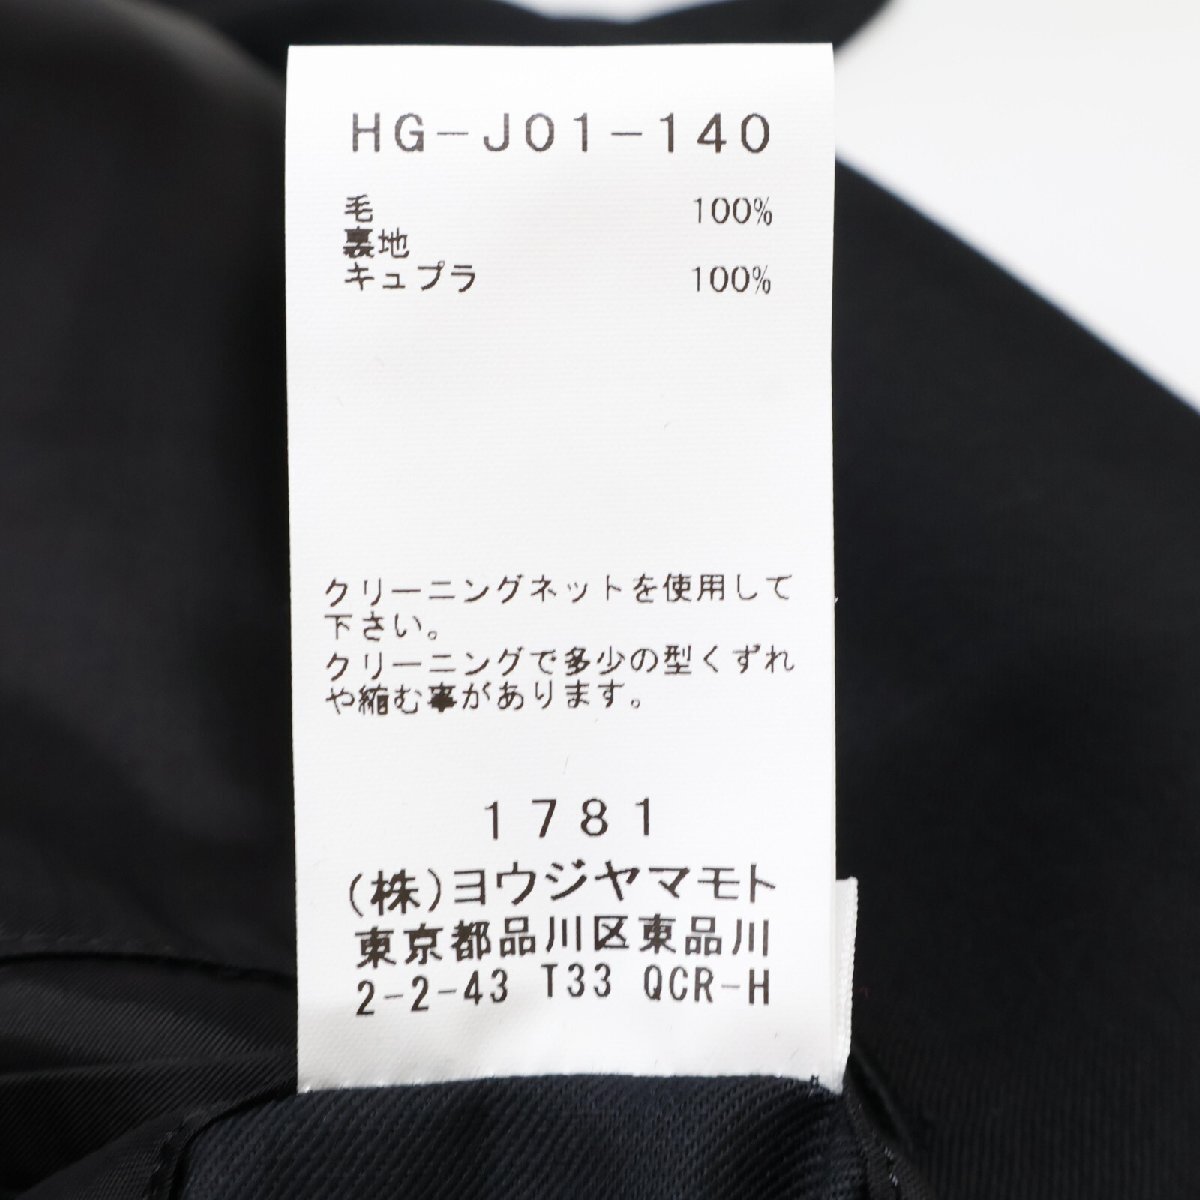 HG-J01-140
毛 100%
裏地
キュプラ 100%
クリーニングネットを使用して
下さい。
クリーニングで多少の型くずれ
や縮む事があります。
1781
(株)ヨウジヤマモト
東京都品川区東品川
2-2-43 T33 QCR-H